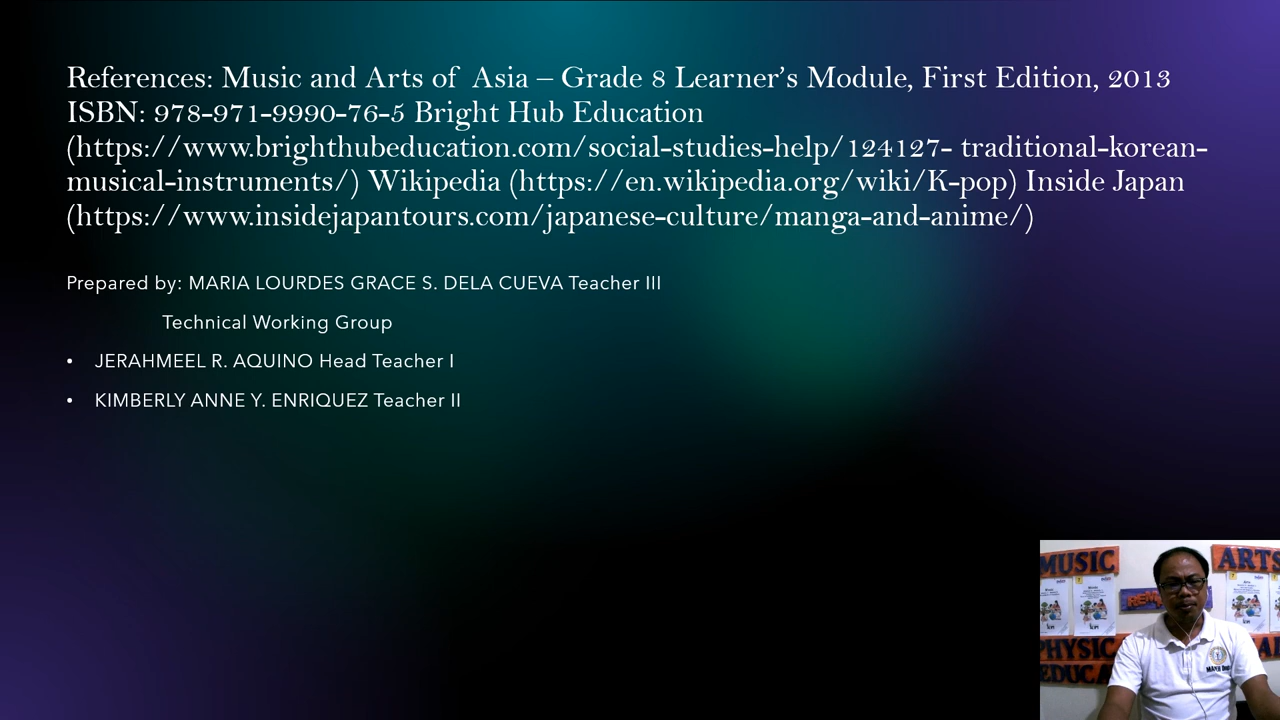 References: Music and Arts of Asia – Grade 8 Learner’s Module, First Edition, 2013
ISBN: 978-971-9990-76-5 Bright Hub Education
(https://www.brighthubeducation.com/social-studies-help/124127- traditional-korean-
musical-instruments/) Wikipedia (https://en.wikipedia.org/wiki/K-pop) Inside Japan
(https://www.insidejapantours.com/japanese-culture/manga-and-anime/)
Prepared by: MARIA LOURDES GRACE S. DELA CUEVA Teacher III
Technical Working Group
• JERAHMEEL R. AQUINO Head Teacher I
• KIMBERLY ANNE Y. ENRIQUEZ Teacher II
MUSIC
ARTS
PHYSIC
EDUCA